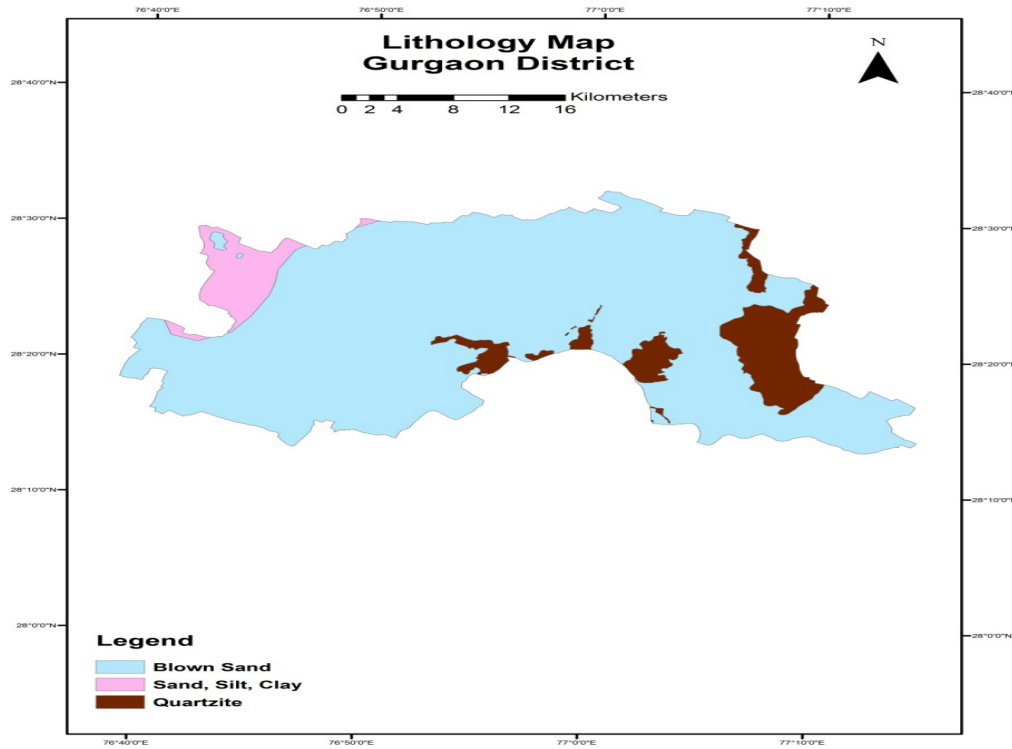 76°40'0"E 76°50'0"E 77°0'0"E 77°10'0"E
Lithology Map
Gurgaon District
N
Kilometers
0 2 4 8 12 16
28°40'0"N 28°40'0"N
28°30'0"N 28°30'0"N
28°20'0"N 28°20'0"N
28°10'0"N 28°10'0"N
28°0'0"N 28°0'0"N
Legend
Blown Sand
Sand, Silt, Clay
Quartzite
76°40'0"E 76°50'0"E 77°0'0"E 77°10'0"E